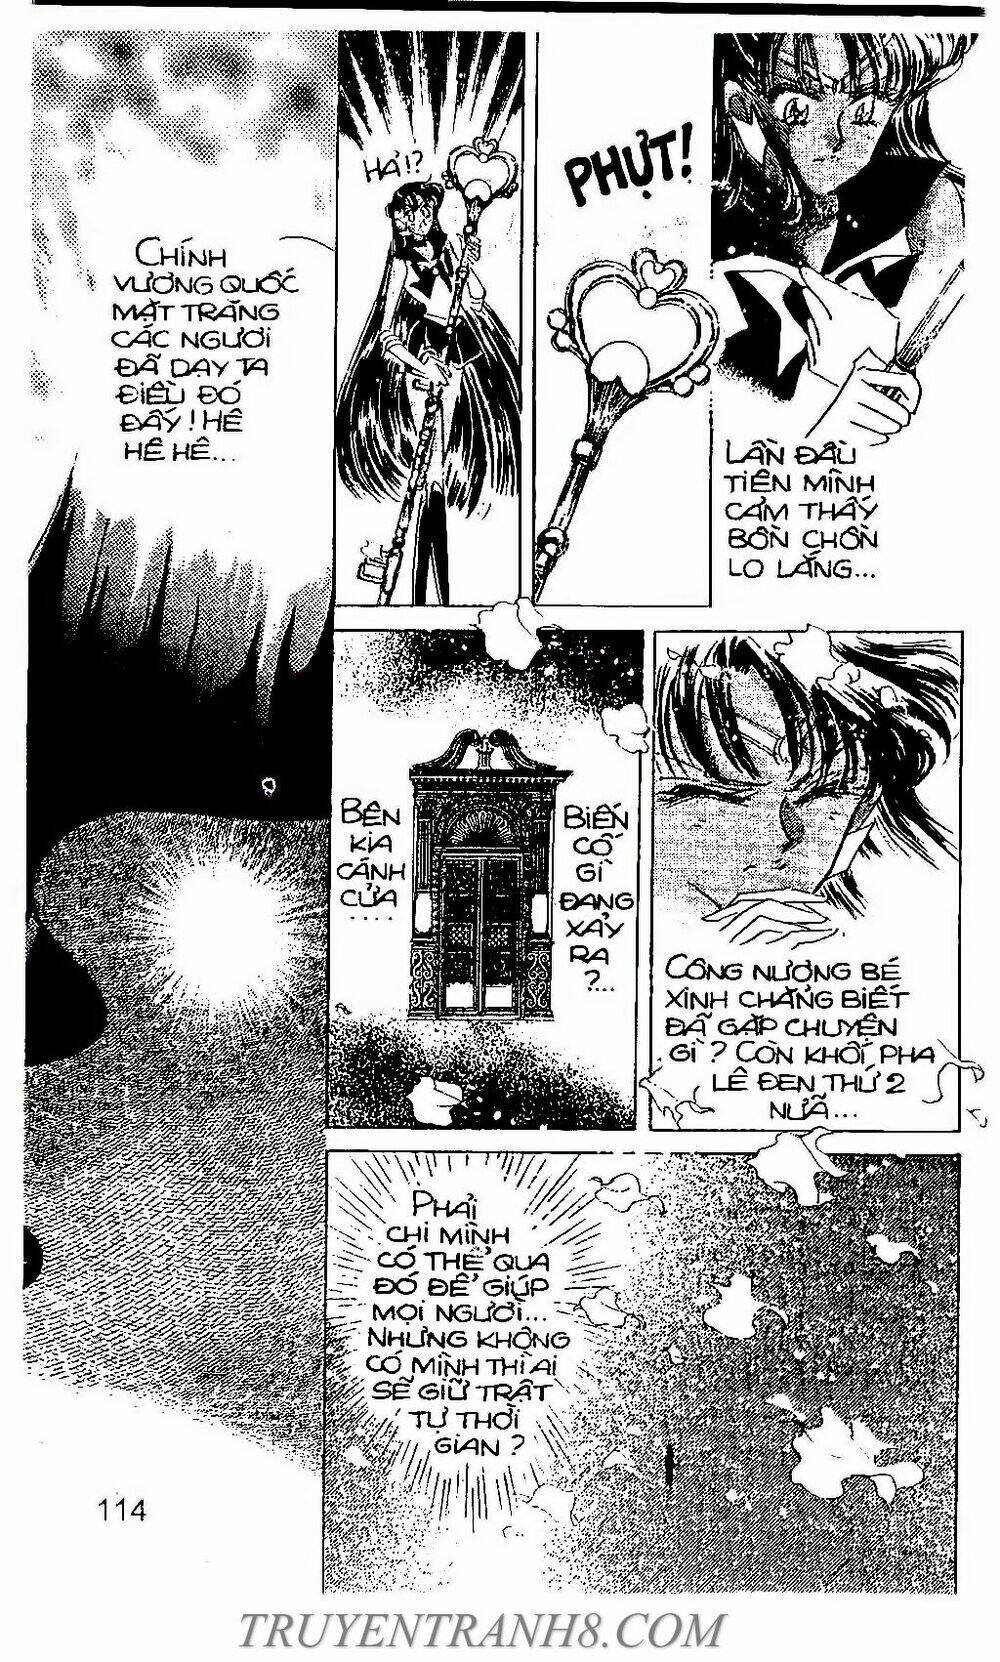 LẦN ĐẦU
TIÊN MÌNH
CẢM THẤY
BỒN CHỒN
LO LẮNG...
PHỰT!
HẢ!?
CÔNG NƯƠNG BÉ
XINH CHẲNG BIẾT
ĐÃ GẶP CHUYỆN
GÌ? CÒN KHỐI PHA
LÊ ĐEN THỨ 2
NỮA...
BIẾN
CỐ
GÌ
ĐANG
XẢY
RA
?...
BÊN
KIA
CÁNH
CỬA
....
PHẢI
CHI MÌNH
CÓ THỂ QUA
ĐÓ ĐỂ GIÚP
MỌI NGƯỜI...
NHƯNG KHÔNG
CÓ MÌNH THÌ AI
SẼ GIỮ TRẬT
TỰ THỜI
GIAN?
CHÍNH
VƯƠNG QUỐC
MẶT TRĂNG
CÁC NGƯƠI
ĐÃ DẠY TA
ĐIỀU ĐÓ
ĐẤY! HÊ
HÊ HÊ...
114
TRUYENTRANH8.COM